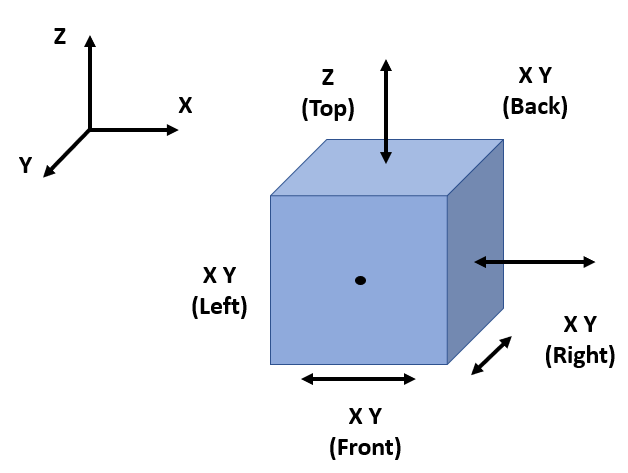 Z
X
Y
Z
(Top)
X Y
(Back)
X Y
(Left)
X Y
(Right)
X Y
(Front)